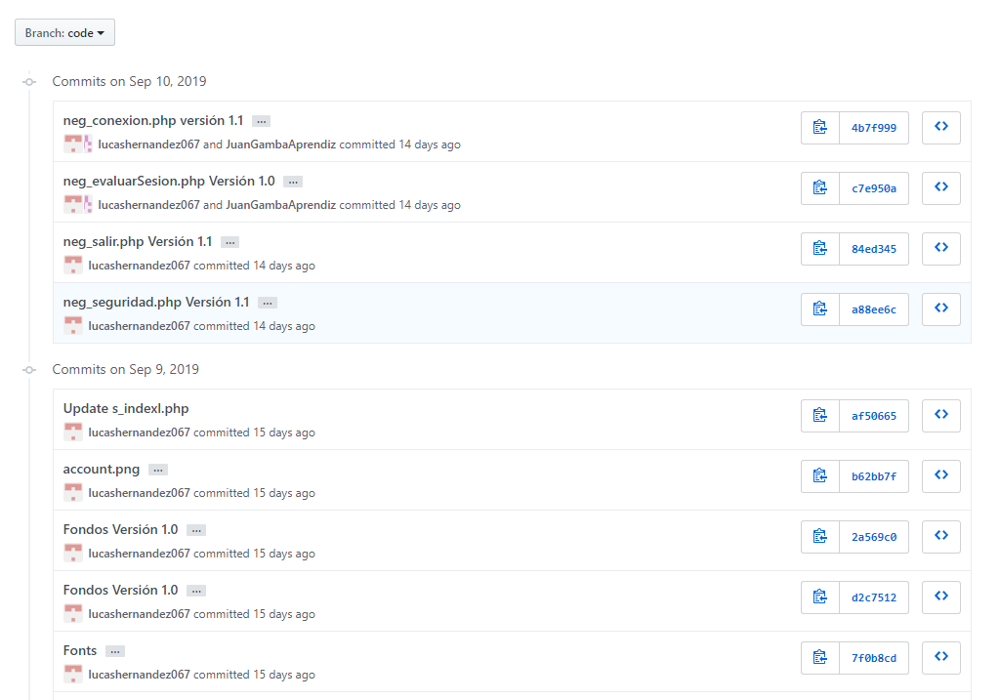 Branch: code
Commits on Sep 10, 2019
neg_conexion.php versión 1.1 ...
lucashernandez067 and JuanGambaAprendiz committed 14 days ago
4b7f999
neg_evaluarSesion.php Versión 1.0 ...
lucashernandez067 and JuanGambaAprendiz committed 14 days ago
c7e950a
neg_salir.php Versión 1.1 ...
lucashernandez067 committed 14 days ago
84ed345
neg_seguridad.php Versión 1.1 ...
lucashernandez067 committed 14 days ago
a88ee6c
Commits on Sep 9, 2019
Update s_indexI.php
lucashernandez067 committed 15 days ago
af50665
account.png ...
lucashernandez067 committed 15 days ago
b62bb7f
Fondos Versión 1.0 ...
lucashernandez067 committed 15 days ago
2a569c0
Fondos Versión 1.0 ...
lucashernandez067 committed 15 days ago
d2c7512
Fonts ...
lucashernandez067 committed 15 days ago
7f0b8cd